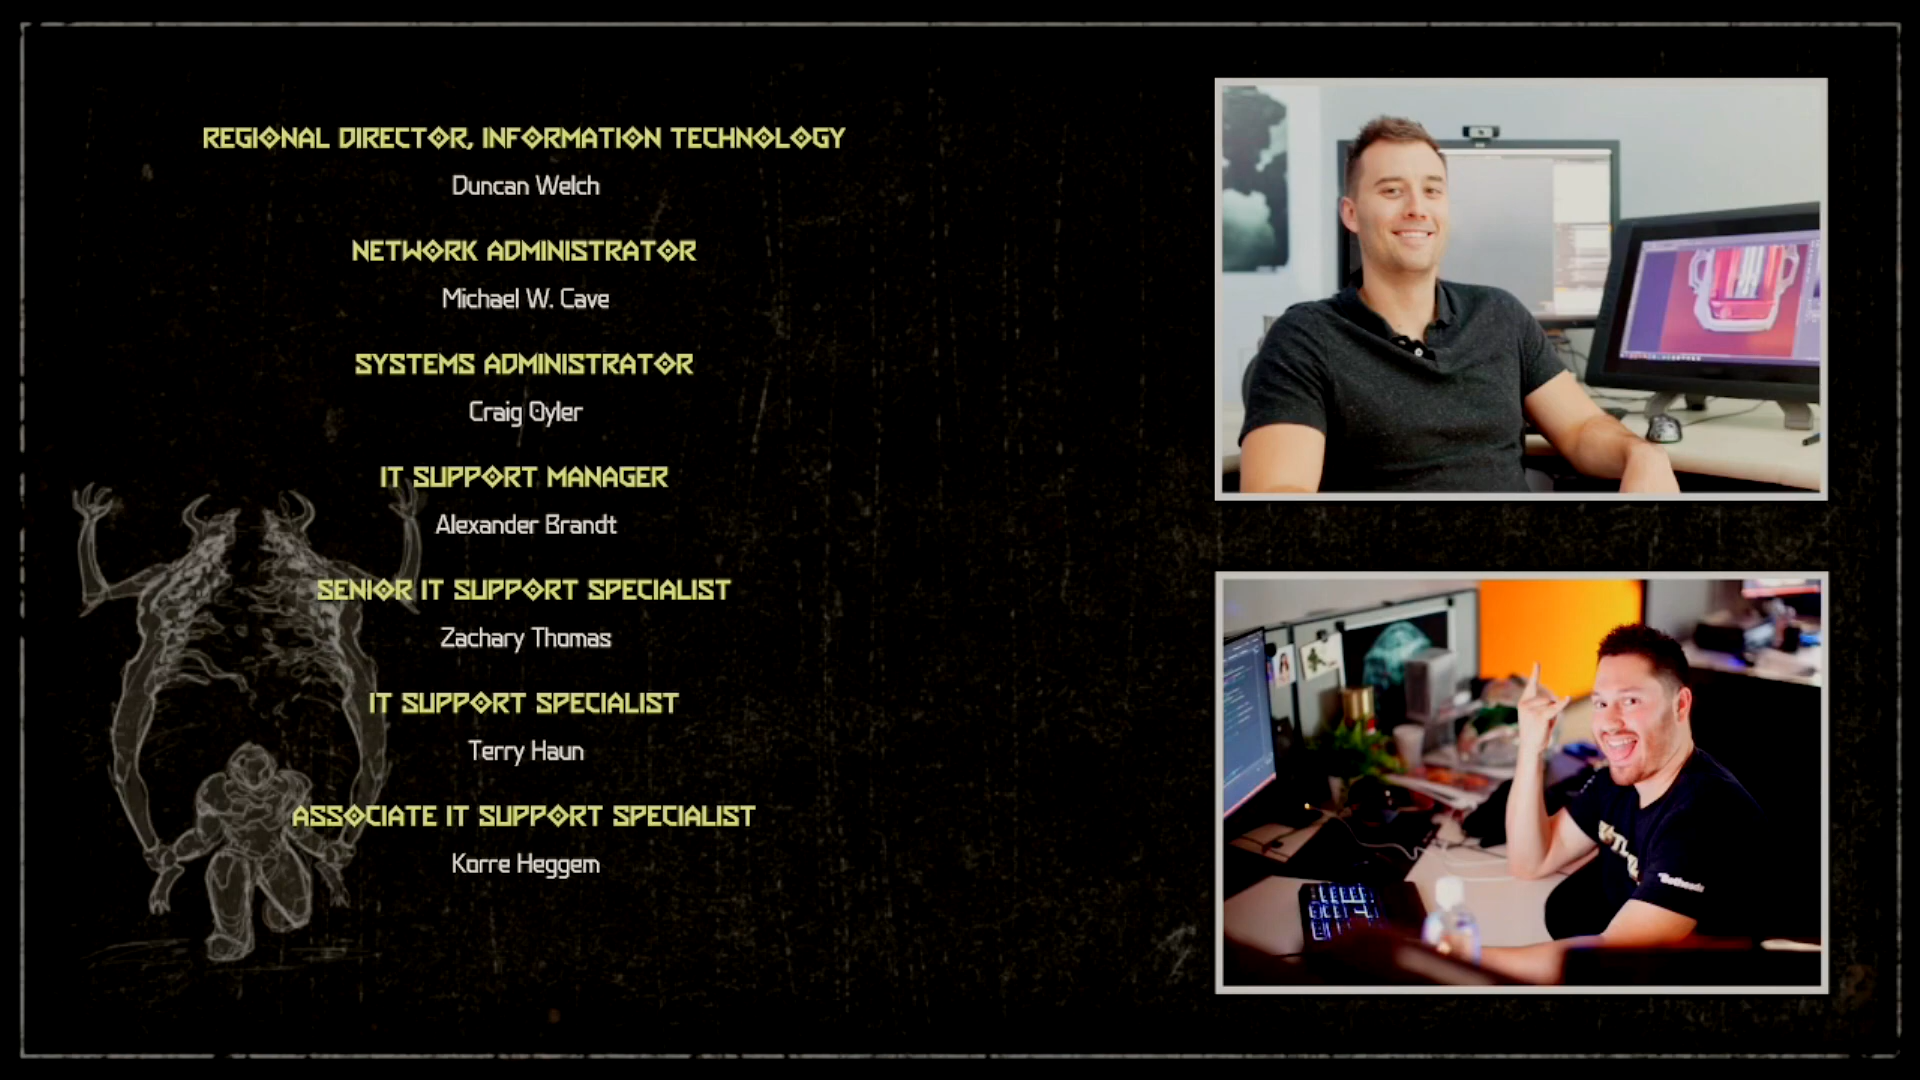 REGIONAL DIRECTOR, INFORMATION TECHNOLOGY
Duncan Welch
NETWORK ADMINISTRATOR
Michael W. Cave
SYSTEMS ADMINISTRATOR
Craig Oyler
IT SUPPORT MANAGER
Alexander Brandt
SENIOR IT SUPPORT SPECIALIST
Zachary Thomas
IT SUPPORT SPECIALIST
Terry Haun
ASSOCIATE IT SUPPORT SPECIALIST
Korre Heggem
Bethesda